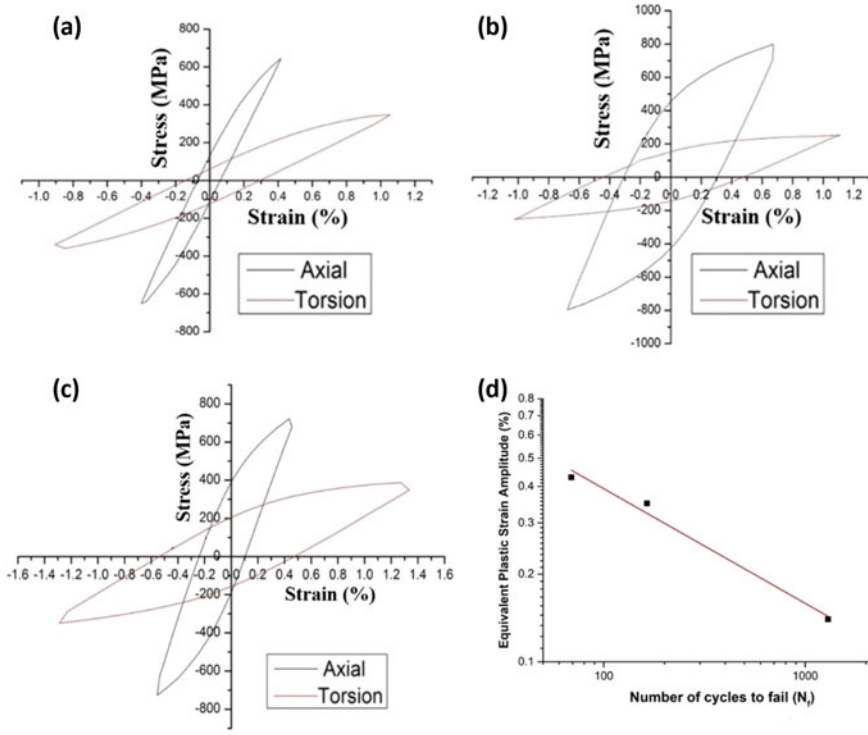 (a)
Stress (MPa)
800
600
400
200
0
-200
-400
-600
-800
-1.0 -0.8 -0.6 -0.4 -0.2 0.0 0.2 0.4 0.6 0.8 1.0 1.2
Strain (%)
Axial
Torsion
(b)
Stress (MPa)
1000
800
600
400
200
0
-200
-400
-600
-800
-1000
-1.0 -0.8 -0.6 -0.4 -0.2 0.0 0.2 0.4 0.6 0.8 1.0 1.2
Strain (%)
Axial
Torsion
(c)
Stress (MPa)
800
600
400
200
0
-200
-400
-600
-800
-1.6 -1.4 -1.2 -1.0 -0.8 -0.6 -0.4 -0.2 0.0 0.2 0.4 0.6 0.8 1.0 1.2 1.4 1.6
Strain (%)
Axial
Torsion
(d)
Equivalent Plastic Strain Amplitude (%)
0.8
0.7
0.6
0.5
0.4
0.3
0.2
0.1
100 1000
Number of cycles to fail (Nf)